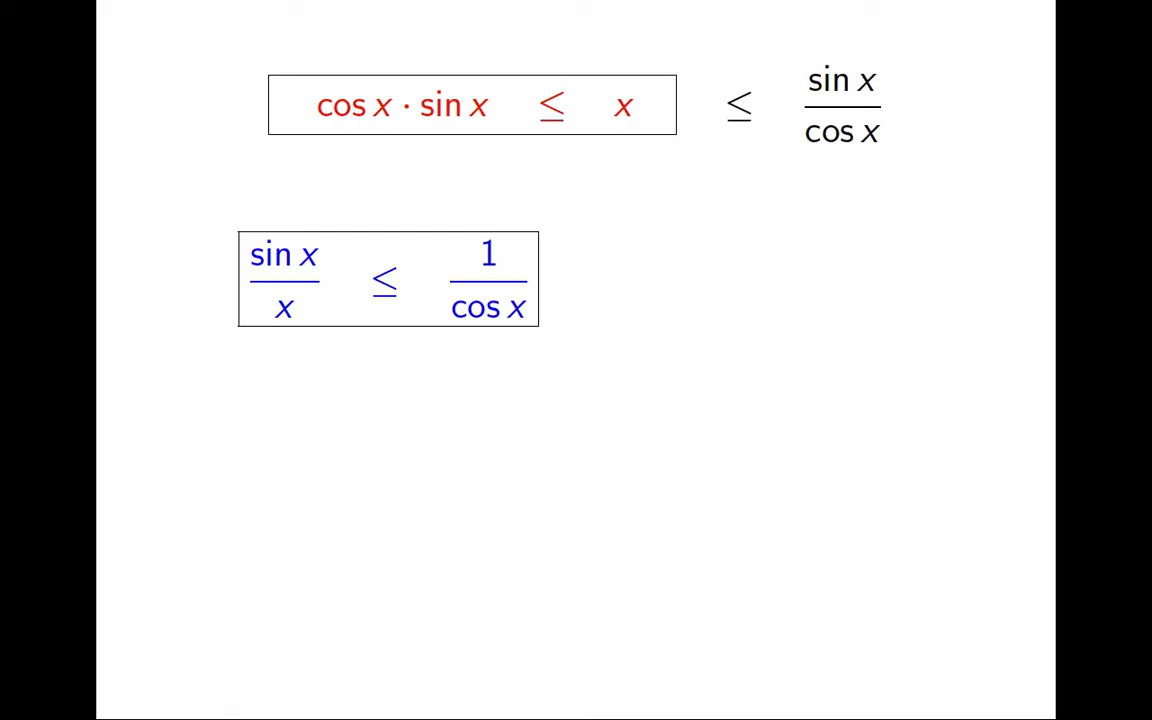 cos x · sin x ≤ x ≤ sin x / cos x
sin x / x ≤ 1 / cos x